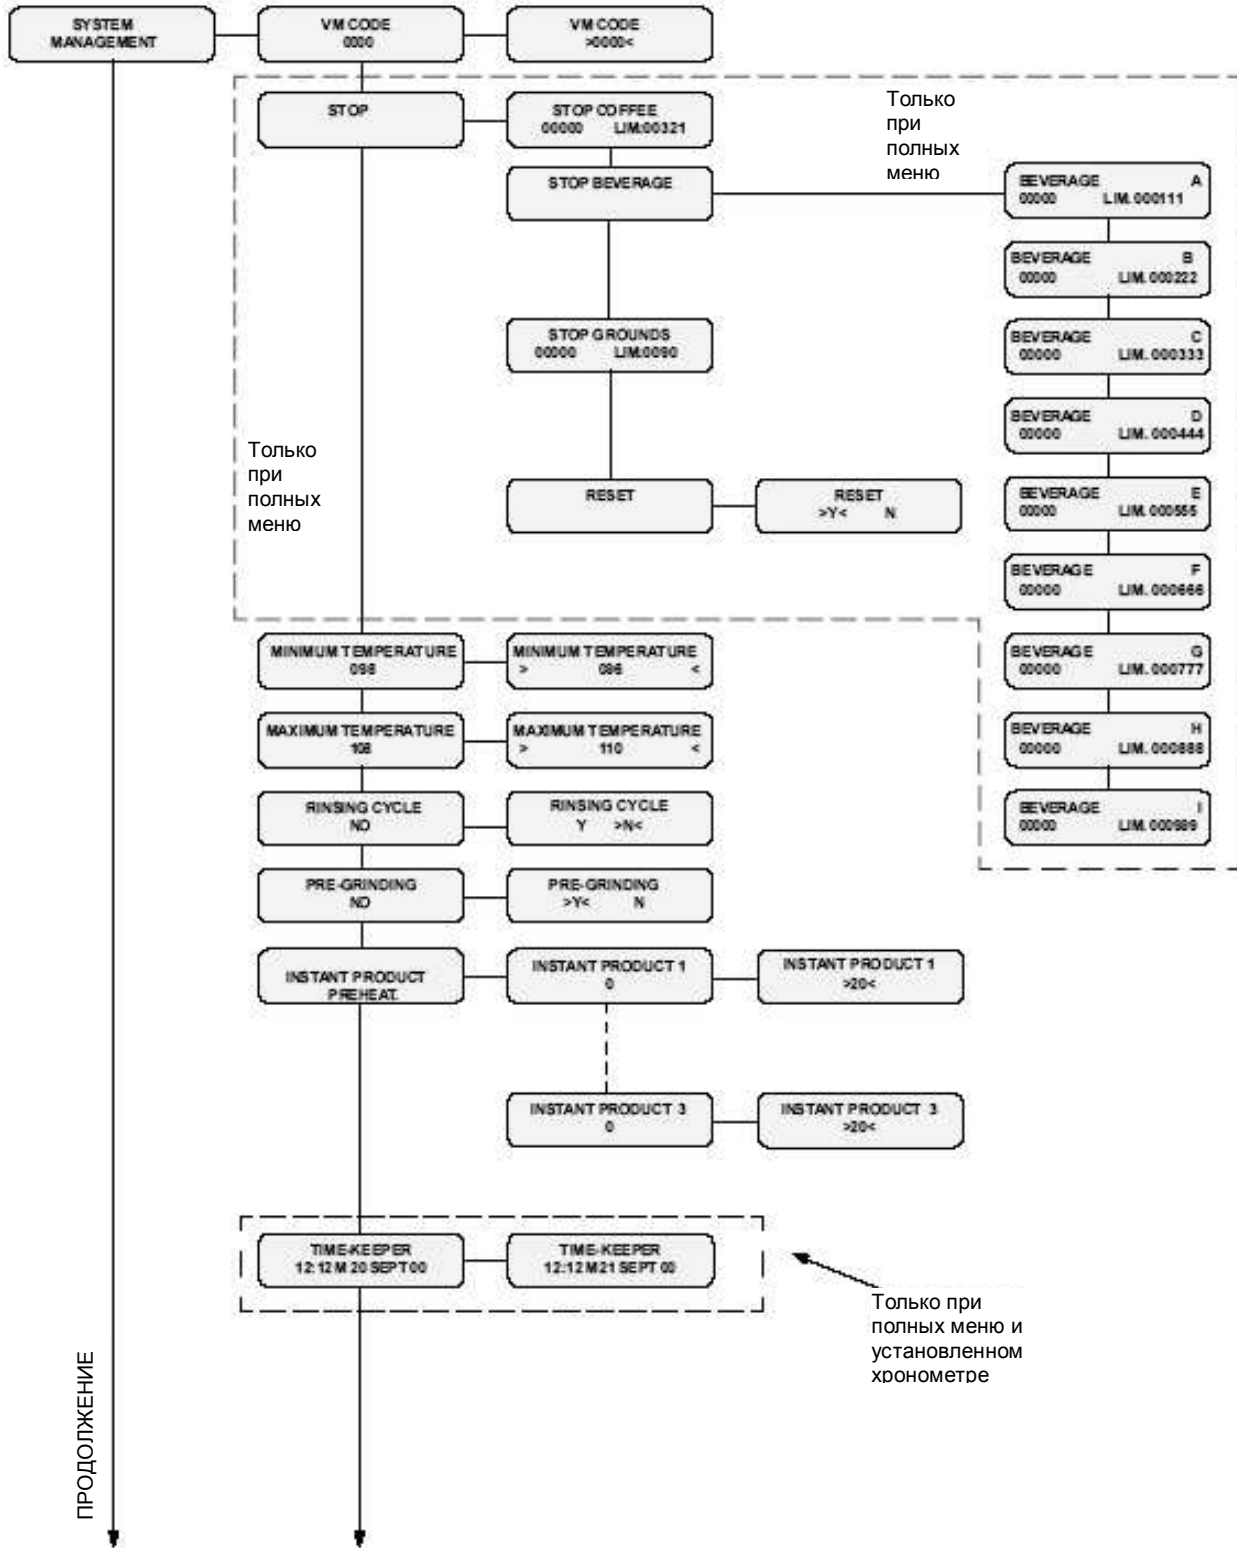 SYSTEM
MANAGEMENT
VM CODE
0000
VM CODE
>0000<
STOP
STOP COFFEE
00000 LIM:00321
Только
при
полных
меню
STOP BEVERAGE
BEVERAGE A
00000 LIM.000111
BEVERAGE B
00000 LIM.000222
STOP GROUNDS
00000 LIM:0090
BEVERAGE C
00000 LIM.000333
BEVERAGE D
00000 LIM.000444
Только
при
полных
меню
RESET
RESET
>Y< N
BEVERAGE E
00000 LIM.000555
BEVERAGE F
00000 LIM.000666
MINIMUM TEMPERATURE
096
MINIMUM TEMPERATURE
> 086 <
BEVERAGE G
00000 LIM.000777
MAXIMUM TEMPERATURE
108
MAXIMUM TEMPERATURE
> 110 <
BEVERAGE H
00000 LIM.000888
RINSING CYCLE
NO
RINSING CYCLE
Y >N<
BEVERAGE I
00000 LIM.000999
PRE-GRINDING
NO
PRE-GRINDING
>Y< N
INSTANT PRODUCT
PREHEAT.
INSTANT PRODUCT 1
0
INSTANT PRODUCT 1
>20<
INSTANT PRODUCT 3
0
INSTANT PRODUCT 3
>20<
TIME-KEEPER
12:12 M 20 SEPT 00
TIME-KEEPER
12:12 M 21 SEPT 00
Только при
полных меню и
установленном
хронометре
ПРОДОЛЖЕНИЕ